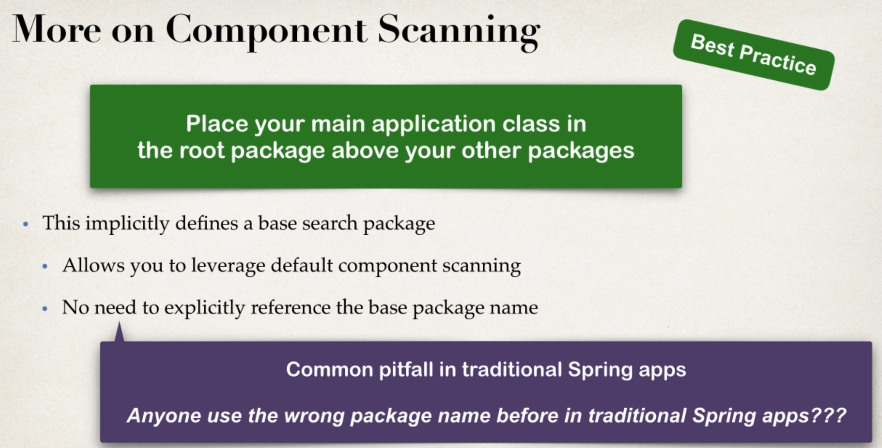 More on Component Scanning
Best Practice
Place your main application class in
the root package above your other packages
• This implicitly defines a base search package
• Allows you to leverage default component scanning
• No need to explicitly reference the base package name
Common pitfall in traditional Spring apps
Anyone use the wrong package name before in traditional Spring apps???